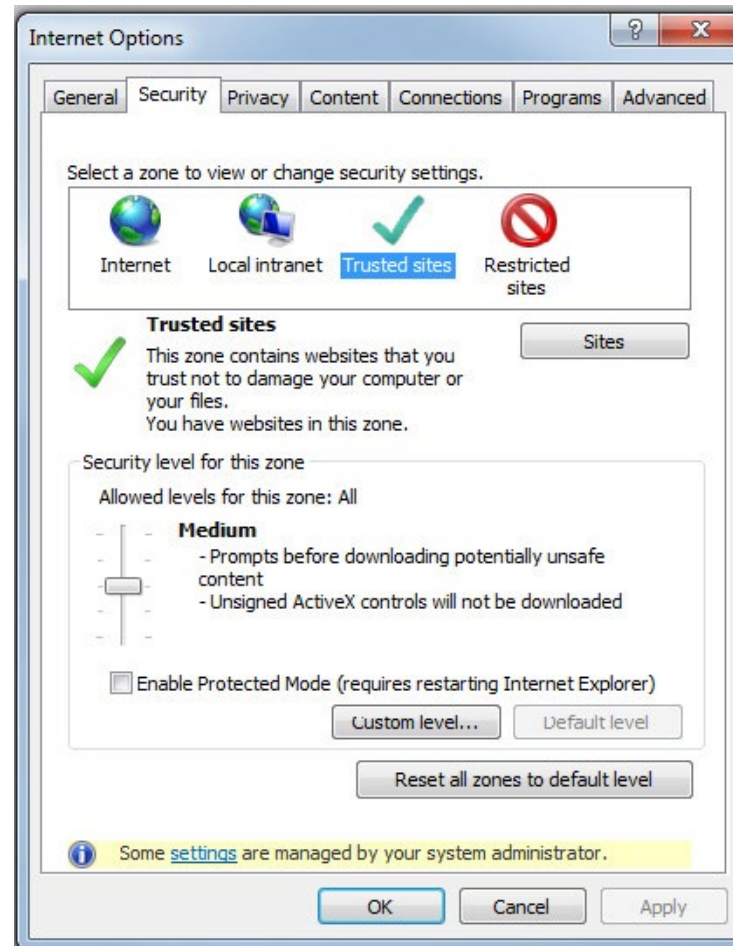 Internet Options
General Security Privacy Content Connections Programs Advanced
Select a zone to view or change security settings.
Internet Local intranet Trusted sites Restricted
sites
Trusted sites
Sites
This zone contains websites that you
trust not to damage your computer or
your files.
You have websites in this zone.
Security level for this zone
Allowed levels for this zone: All
Medium
- Prompts before downloading potentially unsafe
content
- Unsigned ActiveX controls will not be downloaded
Enable Protected Mode (requires restarting Internet Explorer)
Custom level... Default level
Reset all zones to default level
Some settings are managed by your system administrator.
OK Cancel Apply